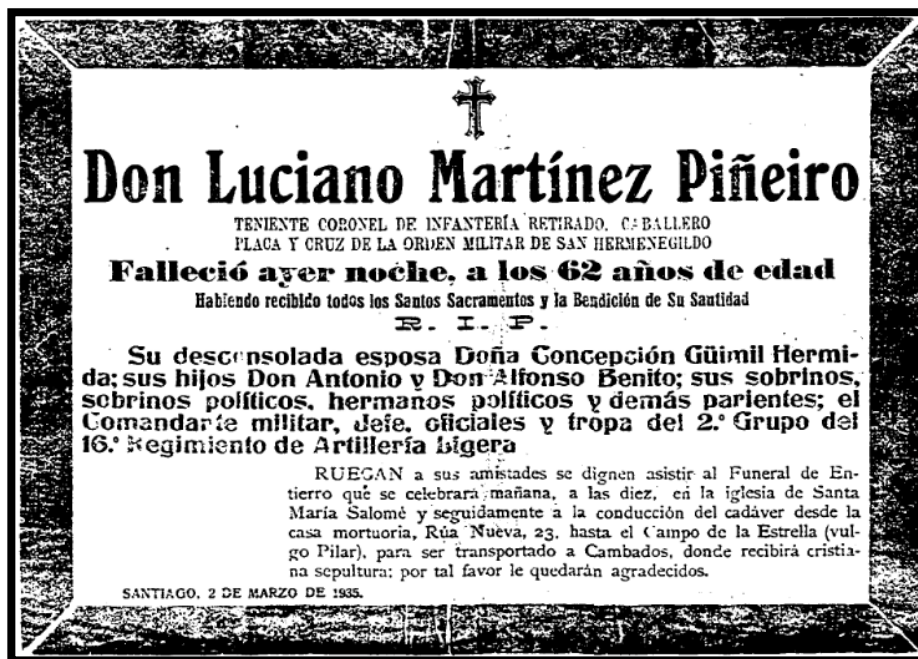 Don Luciano Martínez Piñeiro
TENIENTE CORONEL DE INFANTERÍA RETIRADO, CABALLERO
PLACA Y CRUZ DE LA ORDEN MILITAR DE SAN HERMENEGILDO
Falleció ayer noche, a los 62 años de edad
Habiendo recibido todos los Santos Sacramentos y la Bendición de Su Santidad
R. I. P.
Su desconsolada esposa Doña Concepción Güimil Hermi-
da; sus hijos Don Antonio y Don Alfonso Benito; sus sobrinos,
sobrinos políticos, hermanos políticos y demás parientes; el
Comandante militar, Jefe, oficiales y tropa del 2.º Grupo del
16.º Regimiento de Artillería Ligera
RUEGAN a sus amistades se dignen asistir al Funeral de En-
tierro que se celebrará mañana, a las diez, en la iglesia de Santa
María Salomé y seguidamente a la conducción del cadáver desde la
casa mortuoria, Rúa Nueva, 23, hasta el Campo de la Estrella (vul-
go Pilar), para ser transportado a Cambados, donde recibirá cristia-
na sepultura; por tal favor le quedarán agradecidos.
SANTIAGO, 2 DE MARZO DE 1935.